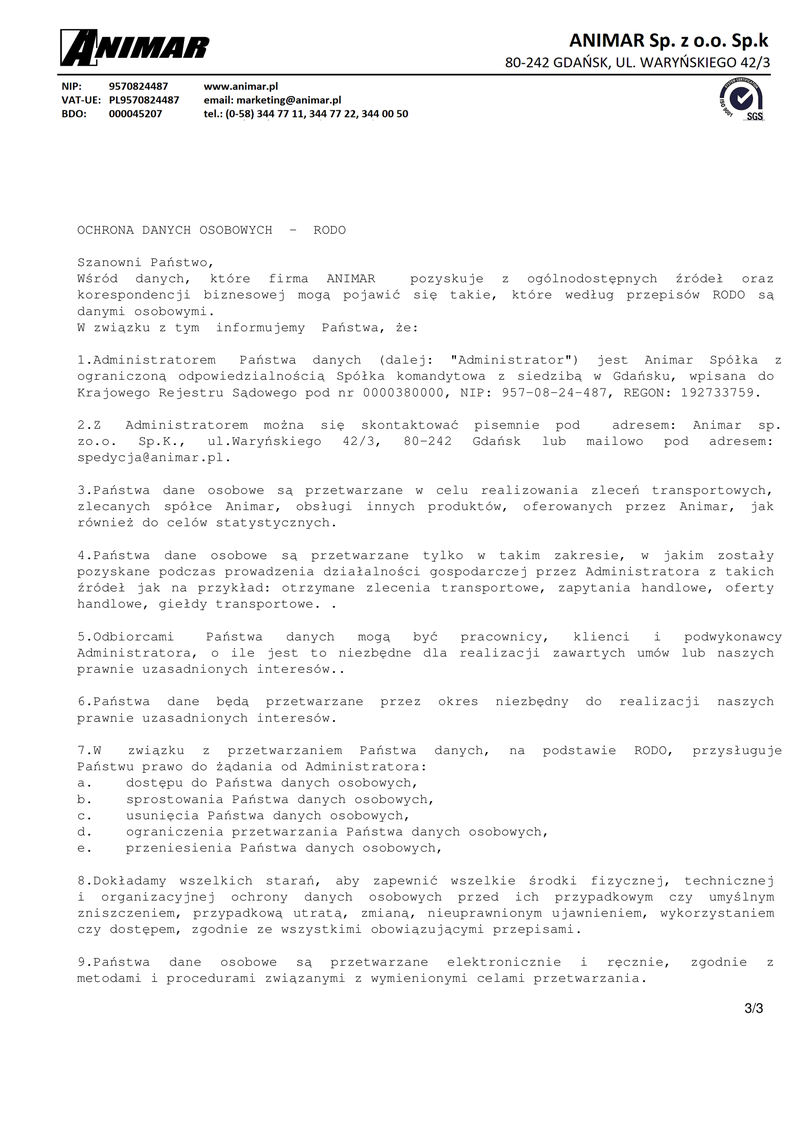 ANIMAR
ANIMAR Sp. z o.o. Sp.k
80-242 GDAŃSK, UL. WARYŃSKIEGO 42/3
NIP: 9570824487 www.animar.pl
VAT-UE: PL9570824487 email: marketing@animar.pl
BDO: 000045207 tel.: (0-58) 344 77 11, 344 77 22, 344 00 50
ISO 9001
SGS
OCHRONA DANYCH OSOBOWYCH - RODO
Szanowni Państwo,
Wśród danych, które firma ANIMAR pozyskuje z ogólnodostępnych źródeł oraz
korespondencji biznesowej mogą pojawić się takie, które według przepisów RODO są
danymi osobowymi.
W związku z tym informujemy Państwa, że:
1.Administratorem Państwa danych (dalej: "Administrator") jest Animar Spółka z
ograniczoną odpowiedzialnością Spółka komandytowa z siedzibą w Gdańsku, wpisana do
Krajowego Rejestru Sądowego pod nr 0000380000, NIP: 957-08-24-487, REGON: 192733759.
2.Z Administratorem można się skontaktować pisemnie pod adresem: Animar sp.
zo.o. Sp.K., ul.Waryńskiego 42/3, 80-242 Gdańsk lub mailowo pod adresem:
spedycja@animar.pl.
3.Państwa dane osobowe są przetwarzane w celu realizowania zleceń transportowych,
zlecanych spółce Animar, obsługi innych produktów, oferowanych przez Animar, jak
również do celów statystycznych.
4.Państwa dane osobowe są przetwarzane tylko w takim zakresie, w jakim zostały
pozyskane podczas prowadzenia działalności gospodarczej przez Administratora z takich
źródeł jak na przykład: otrzymane zlecenia transportowe, zapytania handlowe, oferty
handlowe, giełdy transportowe. .
5.Odbiorcami Państwa danych mogą być pracownicy, klienci i podwykonawcy
Administratora, o ile jest to niezbędne dla realizacji zawartych umów lub naszych
prawnie uzasadnionych interesów..
6.Państwa dane będą przetwarzane przez okres niezbędny do realizacji naszych
prawnie uzasadnionych interesów.
7.W związku z przetwarzaniem Państwa danych, na podstawie RODO, przysługuje
Państwu prawo do żądania od Administratora:
a. dostępu do Państwa danych osobowych,
b. sprostowania Państwa danych osobowych,
c. usunięcia Państwa danych osobowych,
d. ograniczenia przetwarzania Państwa danych osobowych,
e. przeniesienia Państwa danych osobowych,
8.Dokładamy wszelkich starań, aby zapewnić wszelkie środki fizycznej, technicznej
i organizacyjnej ochrony danych osobowych przed ich przypadkowym czy umyślnym
zniszczeniem, przypadkową utratą, zmianą, nieuprawnionym ujawnieniem, wykorzystaniem
czy dostępem, zgodnie ze wszystkimi obowiązującymi przepisami.
9.Państwa dane osobowe są przetwarzane elektronicznie i ręcznie, zgodnie z
metodami i procedurami związanymi z wymienionymi celami przetwarzania.
3/3